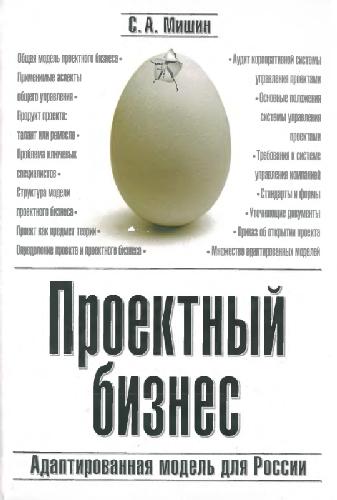 С. А. Мишин
Общая модель проектного бизнеса •
Применимые аспекты
общего управления •
Продукт проекта:
талант или ремесло •
Проблема ключевых
специалистов •
Структура модели
проектного бизнеса •
Проект как предмет теории •
Определение проекта и проектного бизнеса •
• Аудит корпоративной системы
управления проектами
• Основные положения
системы управления
проектами
• Требования к системе
управления компанией
• Стандарты и формы
• Уточняющие документы
• Приказ об открытии проекта
• Множество адаптированных моделей
Проектный
бизнес
Адаптированная модель для России